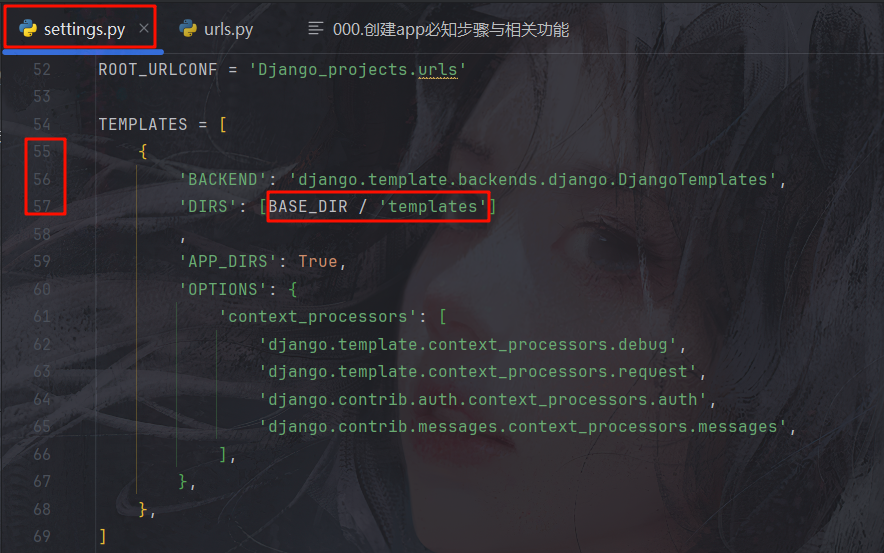 settings.py
urls.py
000.创建app必知步骤与相关功能
52 ROOT_URLCONF = 'Django_projects.urls'
53
54 TEMPLATES = [
55 {
56 'BACKEND': 'django.template.backends.django.DjangoTemplates',
57 'DIRS': [BASE_DIR / 'templates']
58 ,
59 'APP_DIRS': True,
60 'OPTIONS': {
61 'context_processors': [
62 'django.template.context_processors.debug',
63 'django.template.context_processors.request',
64 'django.contrib.auth.context_processors.auth',
65 'django.contrib.messages.context_processors.messages',
66 ],
67 },
68 },
69 ]